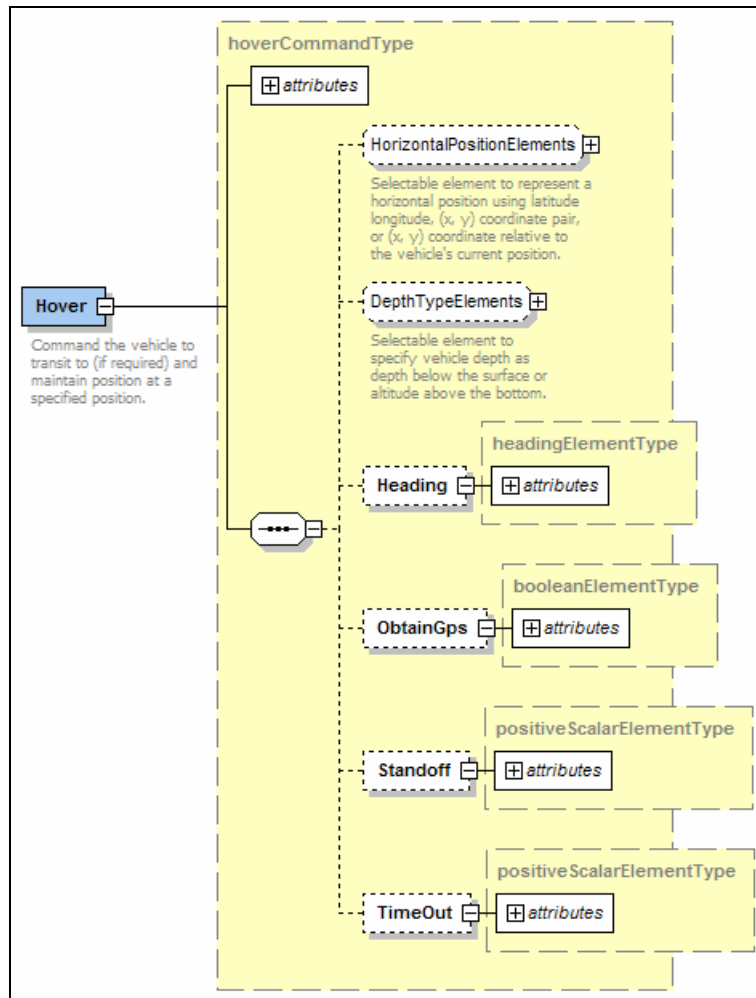 hoverCommandType
attributes
HorizontalPositionElements
Selectable element to represent a
horizontal position using latitude
longitude, (x, y) coordinate pair,
or (x, y) coordinate relative to
the vehicle's current position.
DepthTypeElements
Selectable element to
specify vehicle depth as
depth below the surface or
altitude above the bottom.
Hover
Command the vehicle to
transit to (if required) and
maintain position at a
specified position.
headingElementType
Heading
attributes
booleanElementType
ObtainGps
attributes
positiveScalarElementType
Standoff
attributes
positiveScalarElementType
TimeOut
attributes